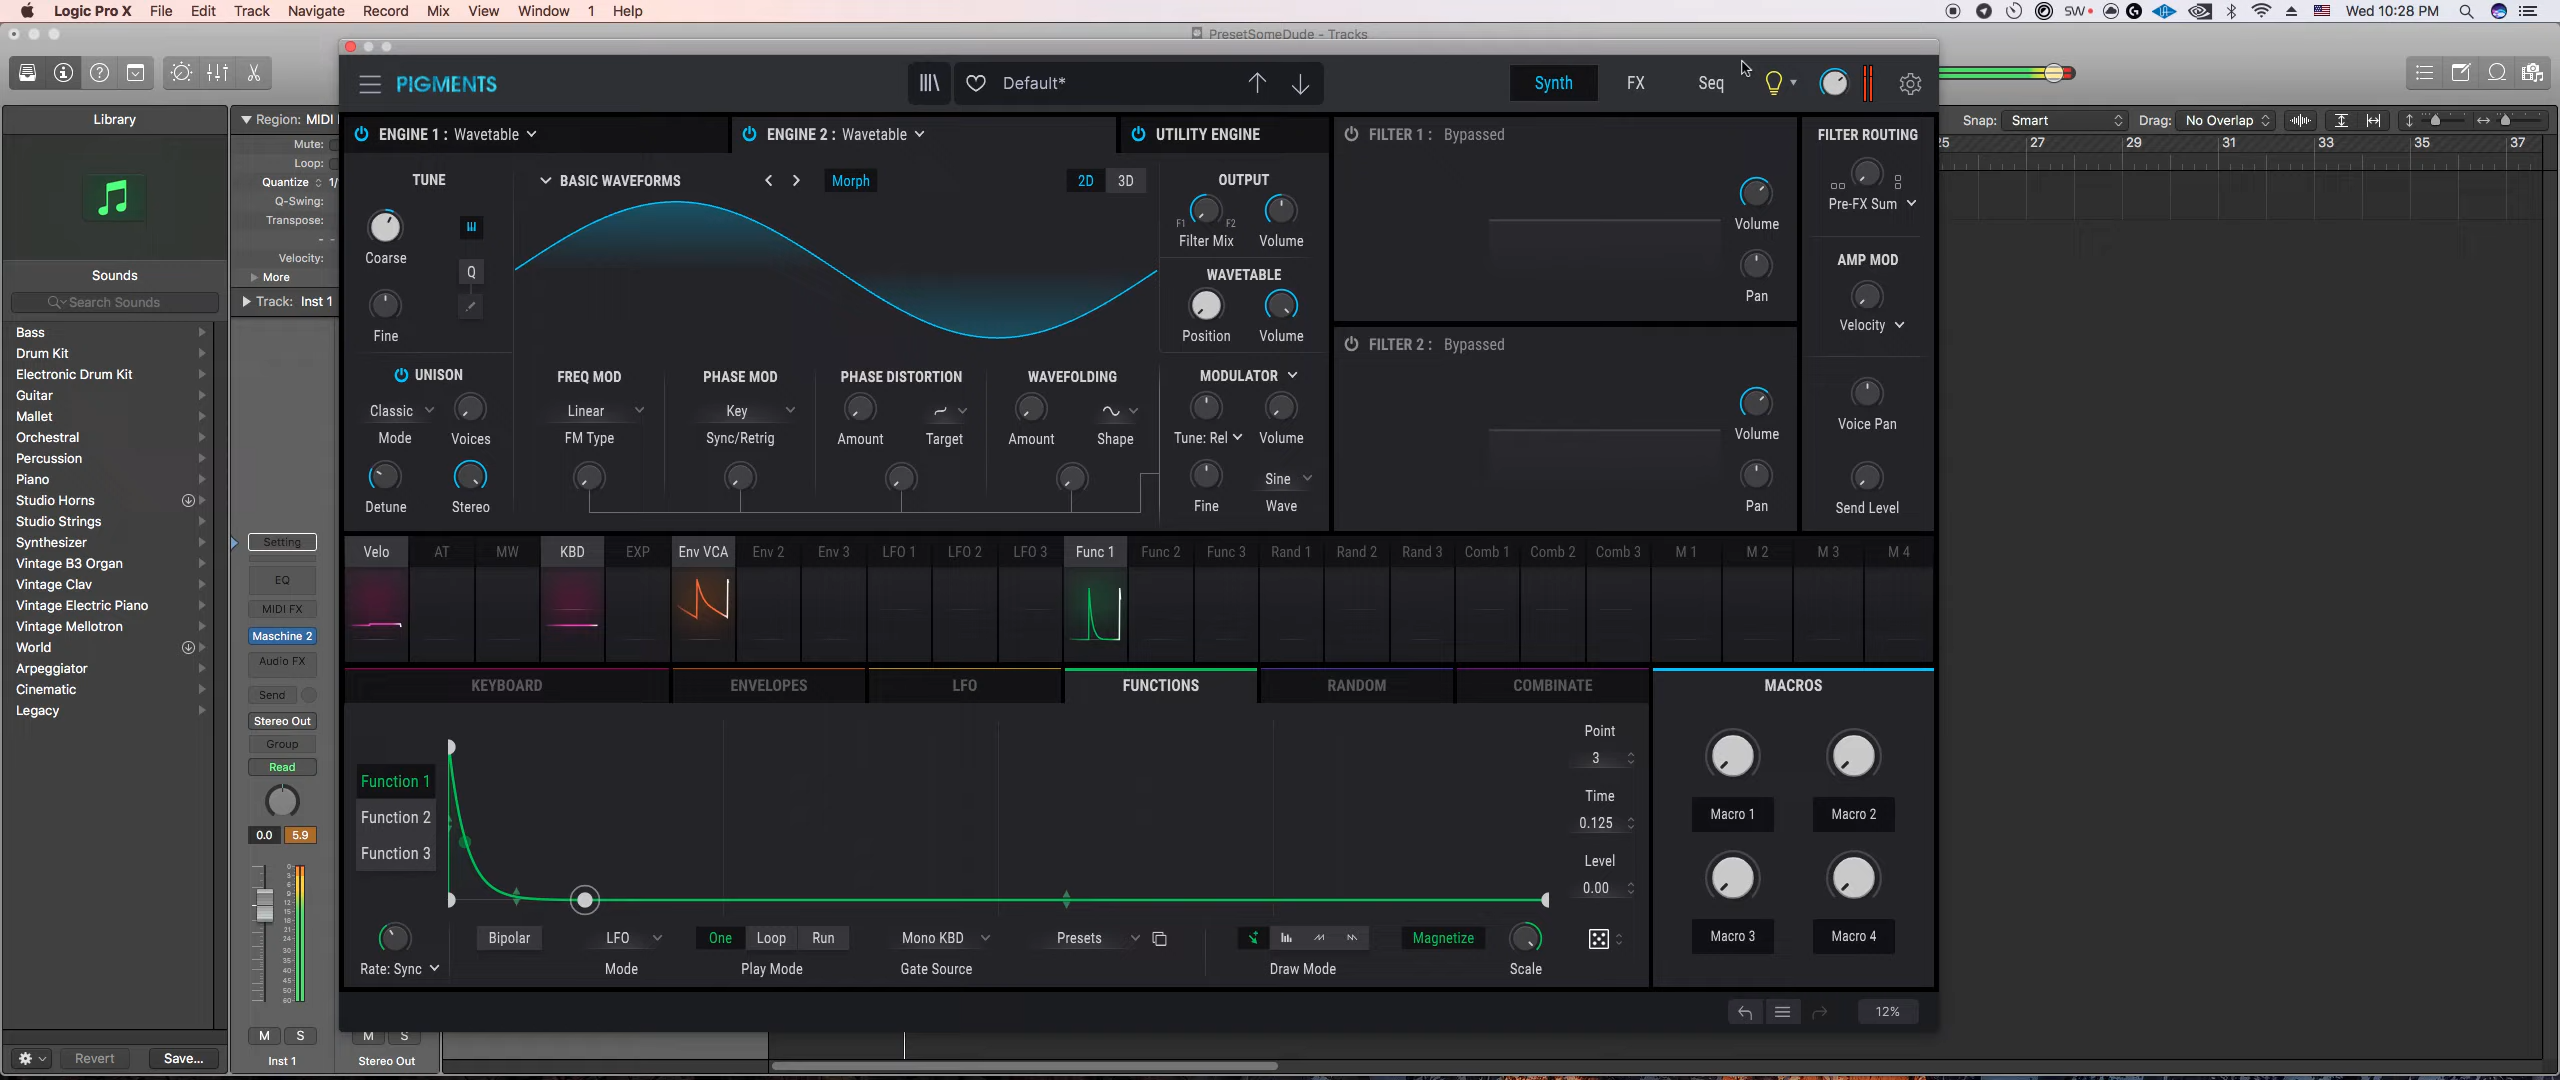 Logic Pro X File Edit Track Navigate Record Mix View Window 1 Help
SW Wed 10:28 PM
PresetSomeDude - Tracks
PIGMENTS Default* Synth FX Seq
Library
Region: MIDI
Snap: Smart Drag: No Overlap
Mute:
Loop:
Quantize 1/
Q-Swing:
Transpose:
Velocity:
More
Track: Inst 1
25 27 29 31 33 35 37
ENGINE 1 : Wavetable
ENGINE 2 : Wavetable
UTILITY ENGINE
FILTER 1 : Bypassed
FILTER ROUTING
TUNE
BASIC WAVEFORMS
Morph
2D 3D
OUTPUT
F1 F2
Filter Mix Volume
Volume
Pre-FX Sum
Coarse
Q
Fine
WAVETABLE
Position Volume
Pan
AMP MOD
Velocity
FILTER 2 : Bypassed
UNISON
Classic
Mode Voices
Detune Stereo
FREQ MOD
Linear
FM Type
PHASE MOD
Key
Sync/Retrig
PHASE DISTORTION
Amount Target
WAVEFOLDING
Amount Shape
MODULATOR
Tune: Rel Volume
Sine
Fine Wave
Volume
Pan
Voice Pan
Send Level
Sounds
Search Sounds
Bass
Drum Kit
Electronic Drum Kit
Guitar
Mallet
Orchestral
Percussion
Piano
Studio Horns
Studio Strings
Synthesizer
Vintage B3 Organ
Vintage Clav
Vintage Electric Piano
Vintage Mellotron
World
Arpeggiator
Cinematic
Legacy
Setting
EQ
MIDI FX
Maschine 2
Audio FX
Send
Stereo Out
Group
Read
0.0 5.9
Velo AT MW KBD EXP Env VCA Env 2 Env 3 LFO 1 LFO 2 LFO 3 Func 1 Func 2 Func 3 Rand 1 Rand 2 Rand 3 Comb 1 Comb 2 Comb 3 M 1 M 2 M 3 M 4
KEYBOARD ENVELOPES LFO FUNCTIONS RANDOM COMBINATE MACROS
Function 1
Function 2
Function 3
Point
3
Time
0.125
Level
0.00
Macro 1 Macro 2
Macro 3 Macro 4
Bipolar LFO One Loop Run Mono KBD Presets Magnetize
Rate: Sync Mode Play Mode Gate Source Draw Mode Scale
12%
M S M S
Revert Save... Inst 1 Stereo Out